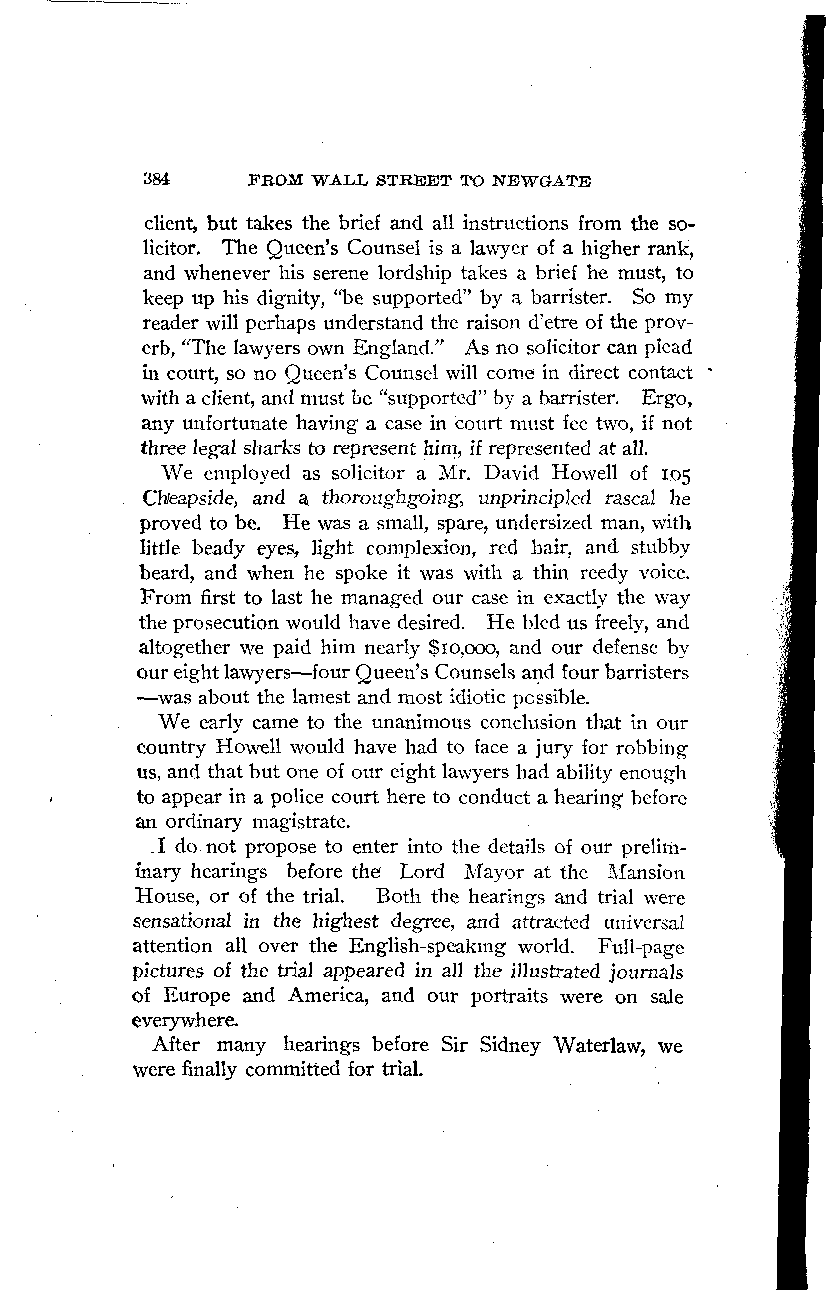 384 FROM WALL STREET TO NEWGATE
client, but takes the brief and all instructions from the so-
licitor. The Queen's Counsel is a lawyer of a higher rank,
and whenever his serene lordship takes a brief he must, to
keep up his dignity, "be supported" by a barrister. So my
reader will perhaps understand the raison d'etre of the prov-
erb, "The lawyers own England." As no solicitor can plead
in court, so no Queen's Counsel will come in direct contact
with a client, and must be "supported" by a barrister. Ergo,
any unfortunate having a case in court must fee two, if not
three legal sharks to represent him, if represented at all.
We employed as solicitor a Mr. David Howell of 105
Cheapside, and a thoroughgoing, unprincipled rascal he
proved to be. He was a small, spare, undersized man, with
little beady eyes, light complexion, red hair, and stubby
beard, and when he spoke it was with a thin reedy voice.
From first to last he managed our case in exactly the way
the prosecution would have desired. He bled us freely, and
altogether we paid him nearly $10,000, and our defense by
our eight lawyers—four Queen's Counsels and four barristers
—was about the lamest and most idiotic possible.
We early came to the unanimous conclusion that in our
country Howell would have had to face a jury for robbing
us, and that but one of our eight lawyers had ability enough
to appear in a police court here to conduct a hearing before
an ordinary magistrate.
I do not propose to enter into the details of our prelim-
inary hearings before the Lord Mayor at the Mansion
House, or of the trial. Both the hearings and trial were
sensational in the highest degree, and attracted universal
attention all over the English-speaking world. Full-page
pictures of the trial appeared in all the illustrated journals
of Europe and America, and our portraits were on sale
everywhere.
After many hearings before Sir Sidney Waterlaw, we
were finally committed for trial.